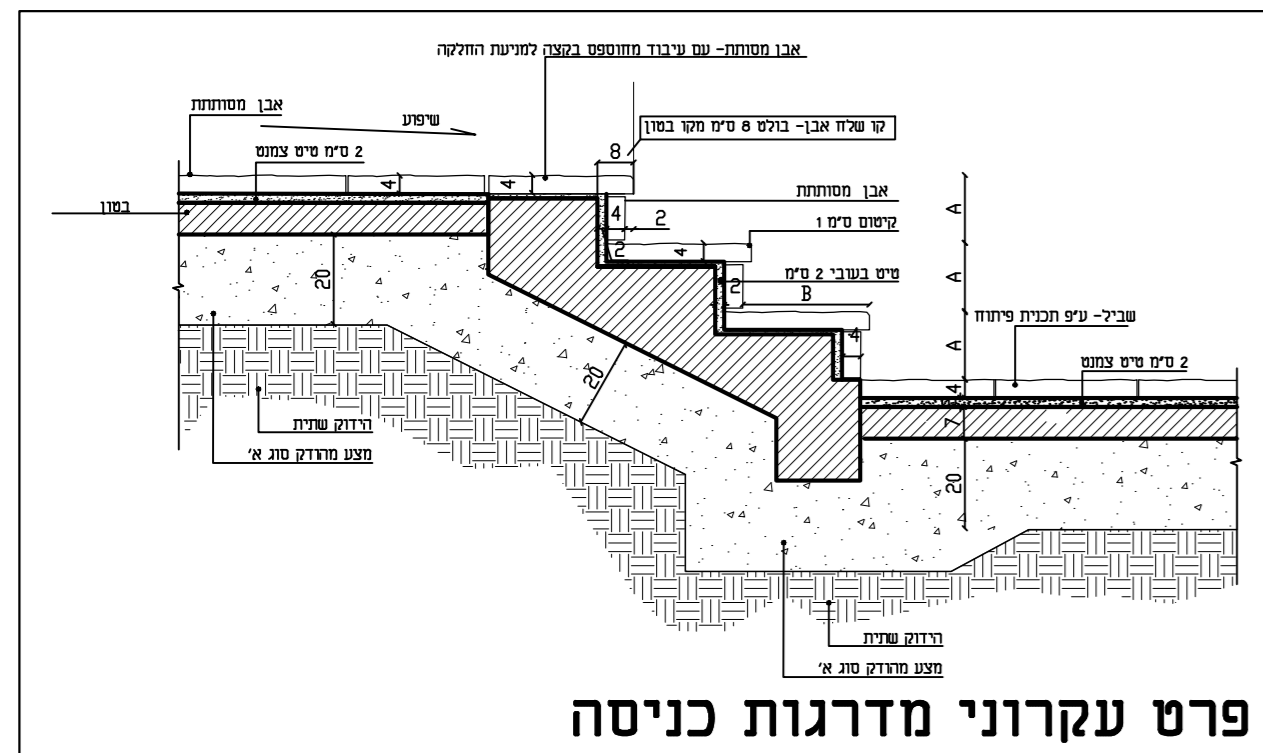 אבן מסותת- עם עיבוד מחוספס בקצה למניעת החלקה
אבן מסותתת
שיפוע
קו שלח אבן- בולט 8 ס"מ מקו בטון
2 ס"מ טיט צמנט
8
4
4
אבן מסותתת
בטון
4
2
קיטום ס"מ 1
A
2
4
טיט בעובי 2 ס"מ
A
20
2
B
שביל- ע"פ תכנית פיתוח
4
A
2 ס"מ טיט צמנט
20
4
הידוק שתית
7
מצע מהודק סוג א'
20
הידוק שתית
מצע מהודק סוג א'
פרט עקרוני מדרגות כניסה